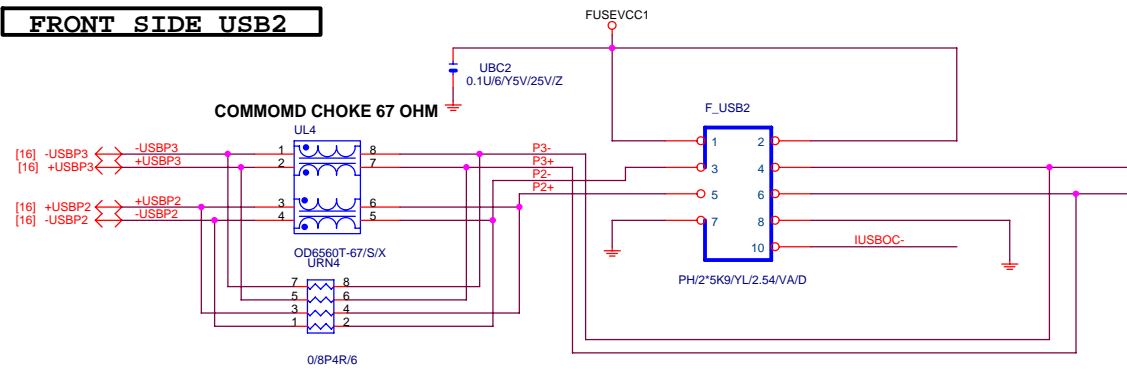 FRONT SIDE USB2
FUSEVCC1
UBC2
0.1U/6/Y5V/25V/Z
COMMOMD CHOKE 67 OHM
UL4
F_USB2
[16] -USBP3 -USBP3 1 8 P3-
[16] +USBP3 +USBP3 2 7 P3+
P2-
[16] +USBP2 +USBP2 3 6 P2+
[16] -USBP2 -USBP2 4 5
1 2
3 4
5 6
7 8
10 IUSBOC-
OD6560T-67/S/X
URN4
PH/2*5K9/YL/2.54/VA/D
7 8
5 6
3 4
1 2
0/8P4R/6